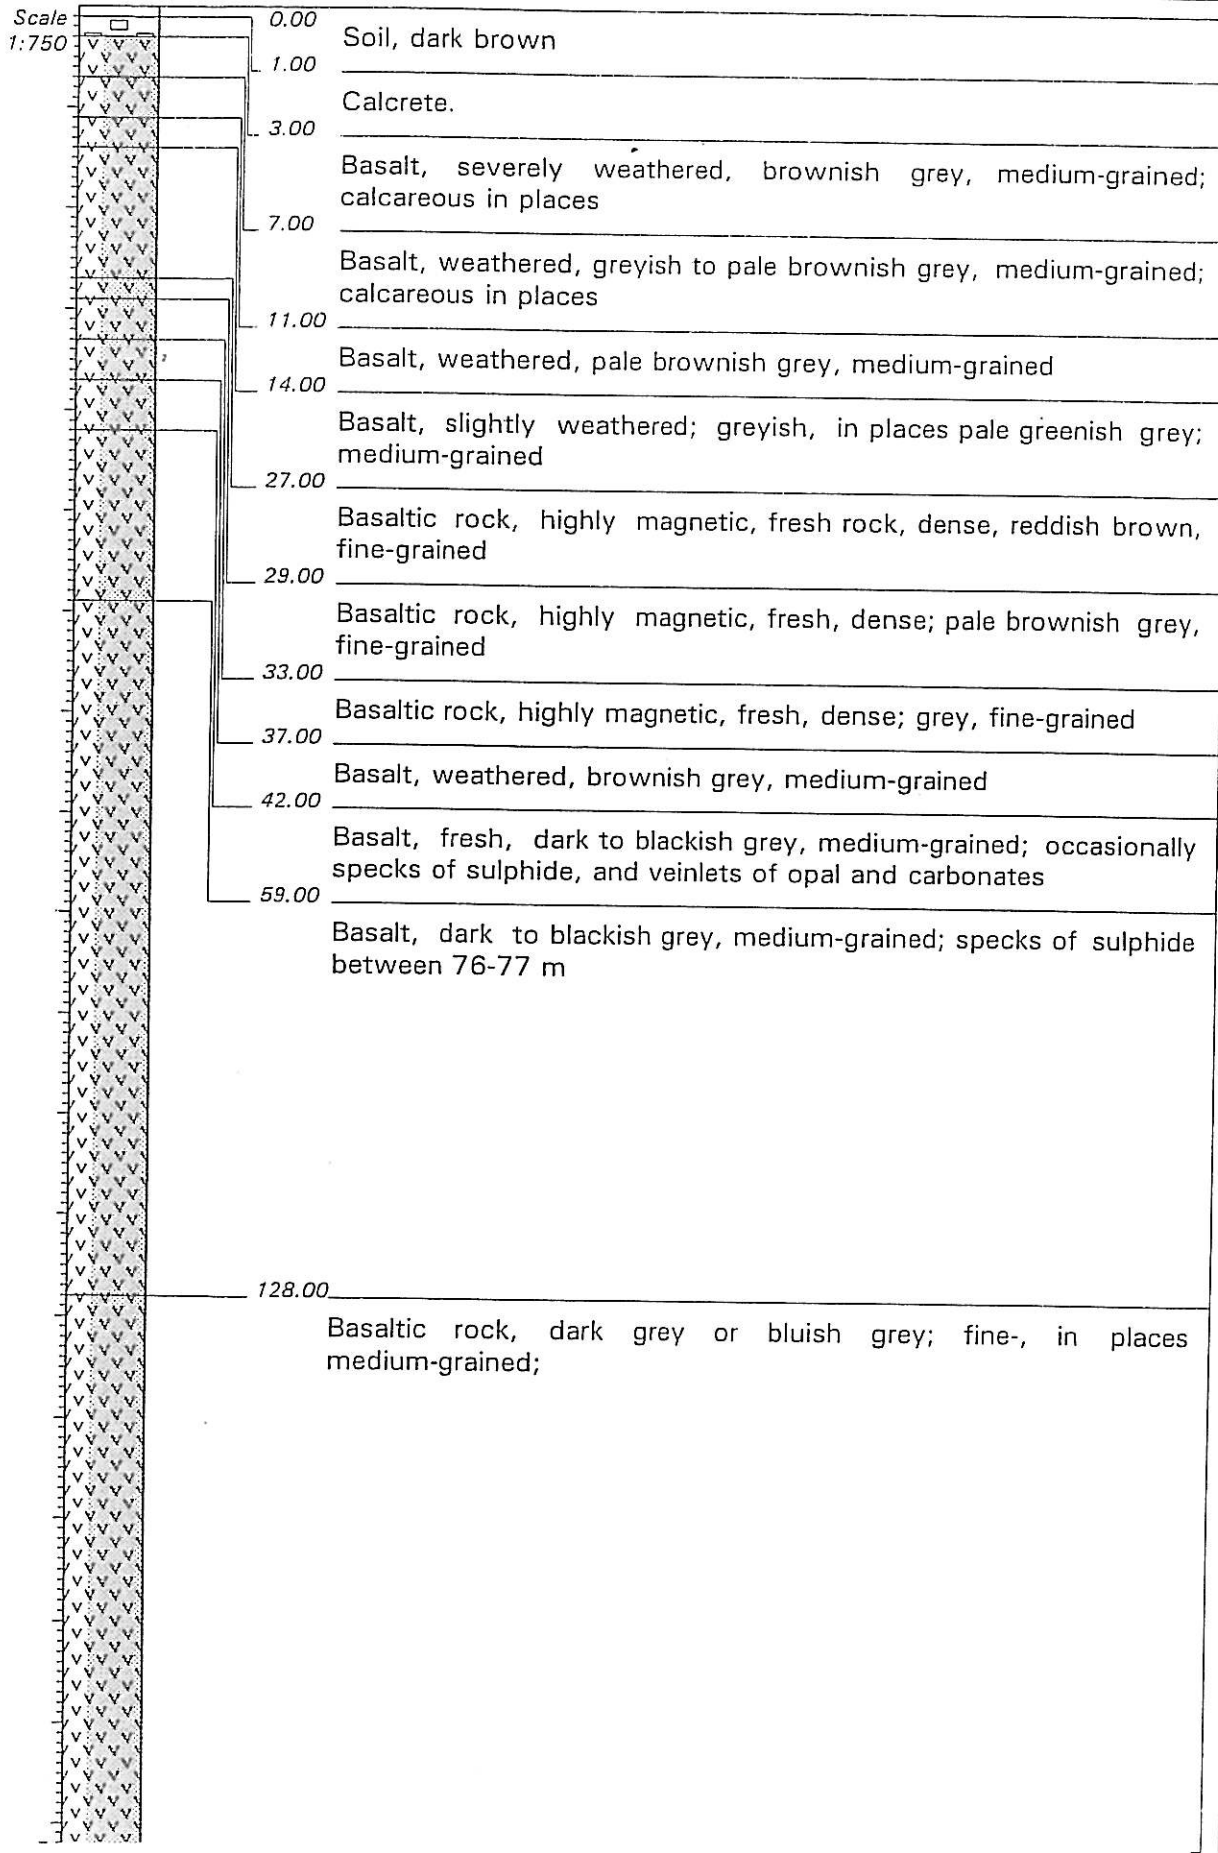 Scale
1:750
0.00
Soil, dark brown
1.00
Calcrete.
3.00
Basalt, severely weathered, brownish grey, medium-grained;
calcareous in places
7.00
Basalt, weathered, greyish to pale brownish grey, medium-grained;
calcareous in places
11.00
Basalt, weathered, pale brownish grey, medium-grained
14.00
Basalt, slightly weathered; greyish, in places pale greenish grey;
medium-grained
27.00
Basaltic rock, highly magnetic, fresh rock, dense, reddish brown,
fine-grained
29.00
Basaltic rock, highly magnetic, fresh, dense; pale brownish grey,
fine-grained
33.00
Basaltic rock, highly magnetic, fresh, dense; grey, fine-grained
37.00
Basalt, weathered, brownish grey, medium-grained
42.00
Basalt, fresh, dark to blackish grey, medium-grained; occasionally
specks of sulphide, and veinlets of opal and carbonates
59.00
Basalt, dark to blackish grey, medium-grained; specks of sulphide
between 76-77 m
128.00
Basaltic rock, dark grey or bluish grey; fine-, in places
medium-grained;